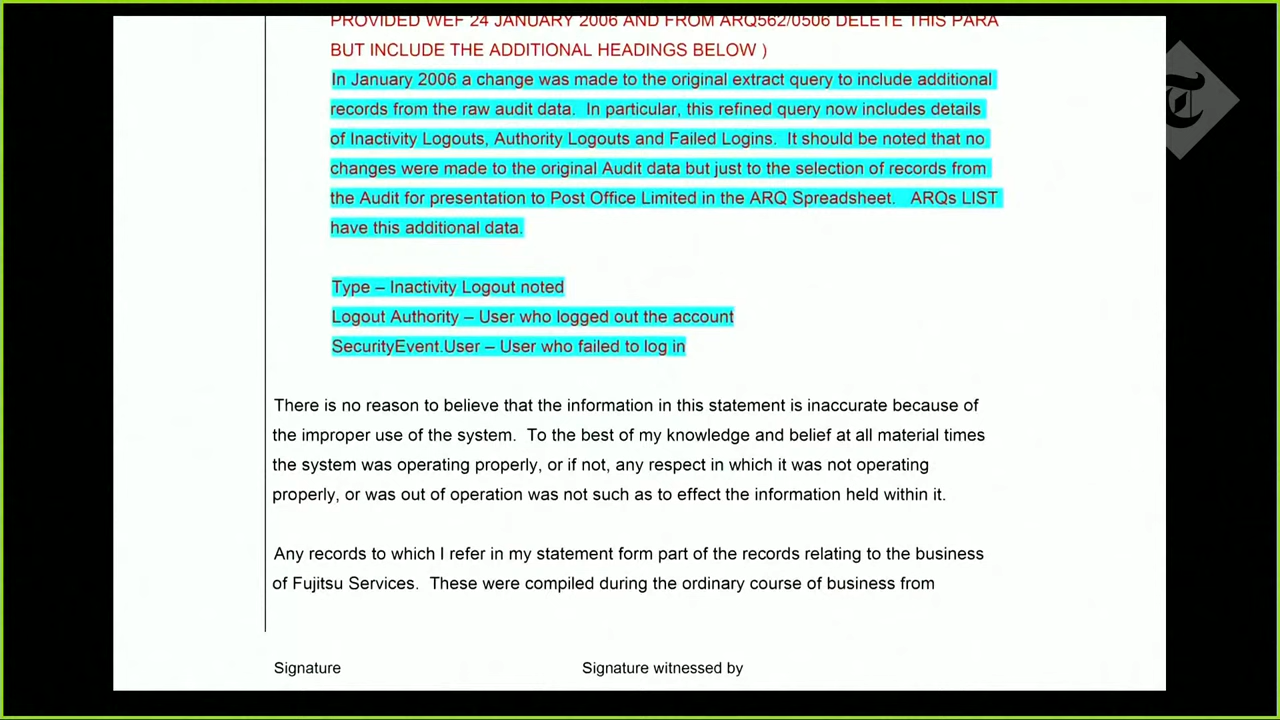 PROVIDED WEF 24 JANUARY 2006 AND FROM ARQ562/0506 DELETE THIS PARA
BUT INCLUDE THE ADDITIONAL HEADINGS BELOW )
In January 2006 a change was made to the original extract query to include additional
records from the raw audit data.  In particular, this refined query now includes details
of Inactivity Logouts, Authority Logouts and Failed Logins.  It should be noted that no
changes were made to the original Audit data but just to the selection of records from
the Audit for presentation to Post Office Limited in the ARQ Spreadsheet.   ARQs LIST
have this additional data.
Type – Inactivity Logout noted
Logout Authority – User who logged out the account
SecurityEvent.User – User who failed to log in
There is no reason to believe that the information in this statement is inaccurate because of
the improper use of the system.  To the best of my knowledge and belief at all material times
the system was operating properly, or if not, any respect in which it was not operating
properly, or was out of operation was not such as to effect the information held within it.
Any records to which I refer in my statement form part of the records relating to the business
of Fujitsu Services.  These were compiled during the ordinary course of business from
Signature
Signature witnessed by
T